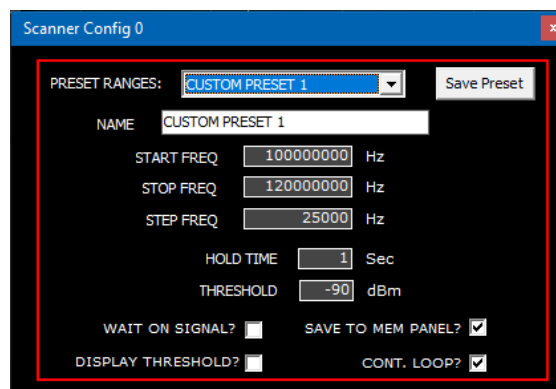 Scanner Config 0
PRESET RANGES: CUSTOM PRESET 1 Save Preset
NAME CUSTOM PRESET 1
START FREQ 100000000 Hz
STOP FREQ 120000000 Hz
STEP FREQ 25000 Hz
HOLD TIME 1 Sec
THRESHOLD -90 dBm
WAIT ON SIGNAL? SAVE TO MEM PANEL?
DISPLAY THRESHOLD? CONT. LOOP?